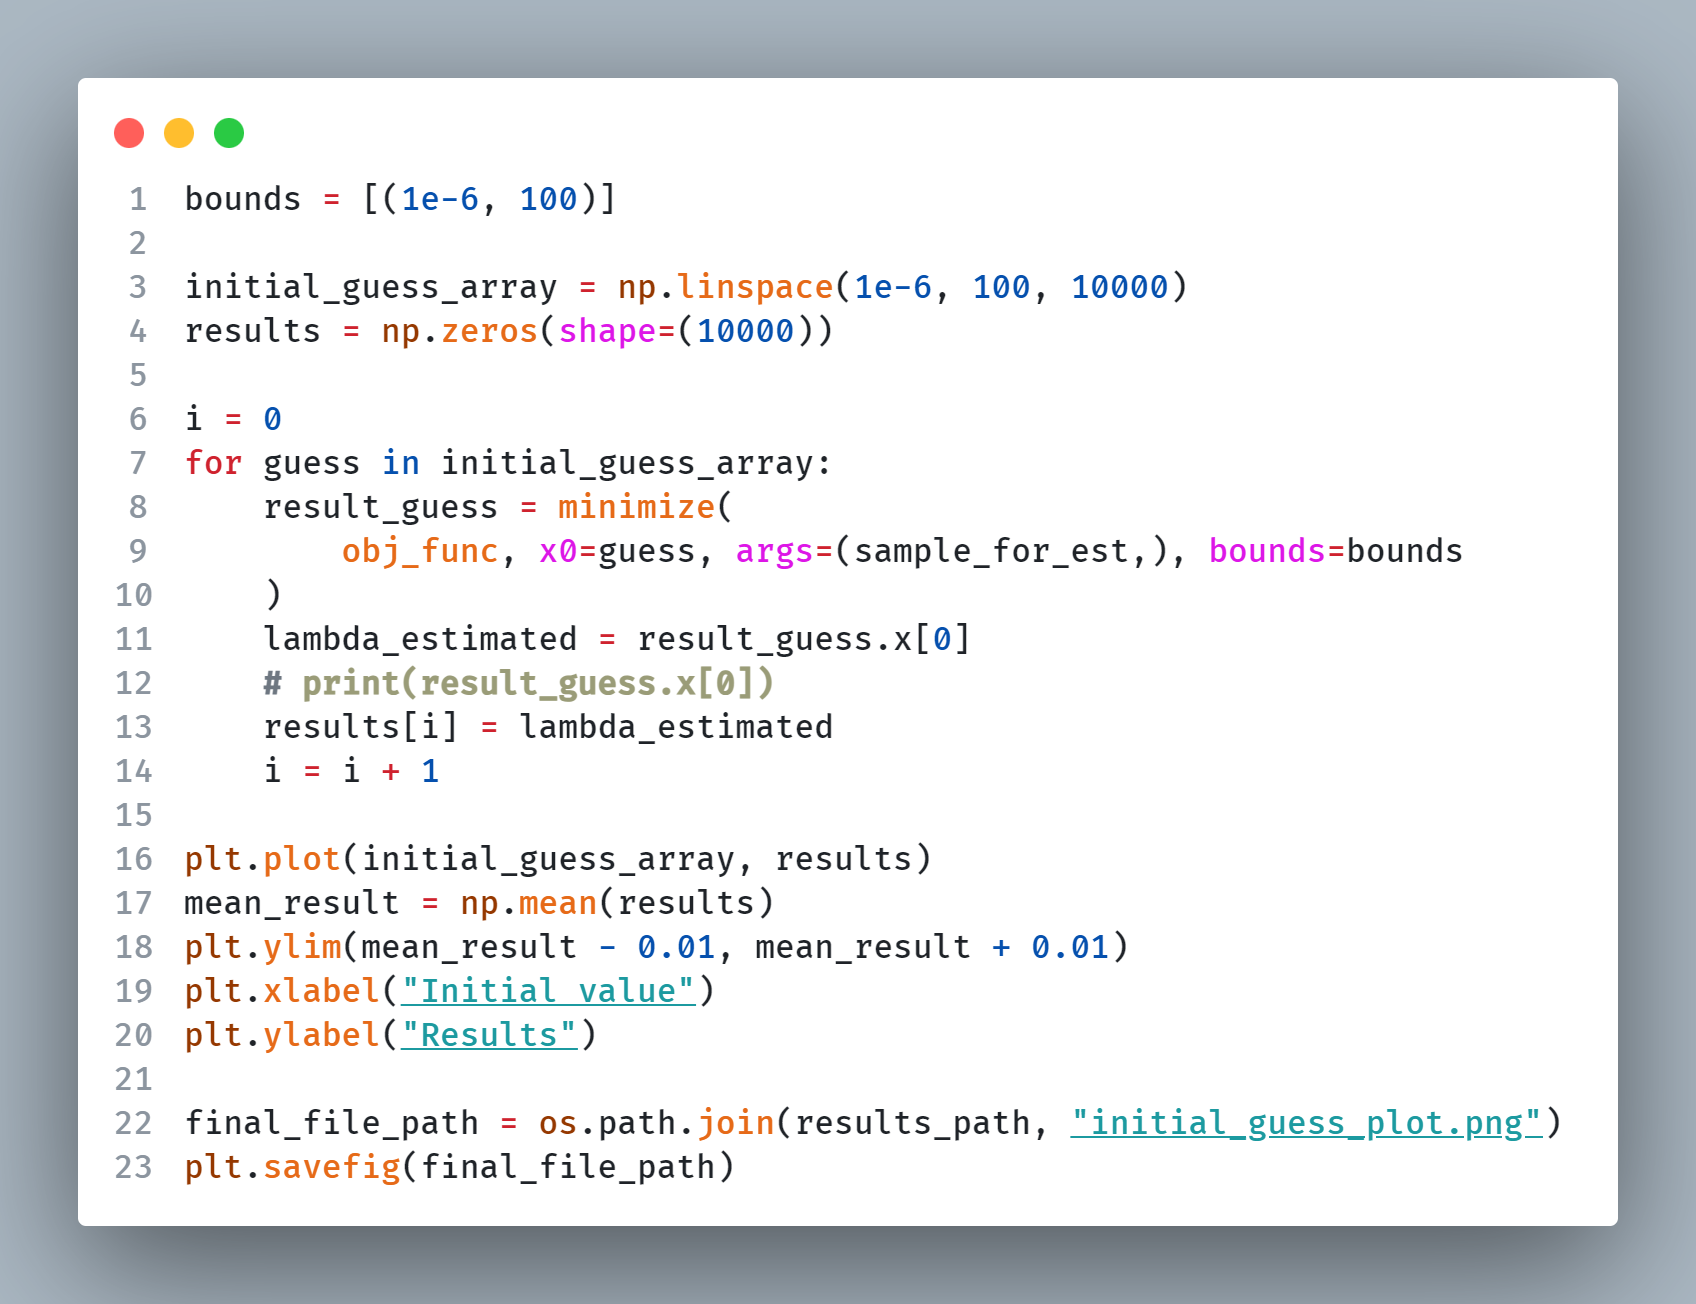 1 bounds = [(1e-6, 100)]
2
3 initial_guess_array = np.linspace(1e-6, 100, 10000)
4 results = np.zeros(shape=(10000))
5
6 i = 0
7 for guess in initial_guess_array:
8     result_guess = minimize(
9         obj_func, x0=guess, args=(sample_for_est,), bounds=bounds
10     )
11     lambda_estimated = result_guess.x[0]
12     # print(result_guess.x[0])
13     results[i] = lambda_estimated
14     i = i + 1
15
16 plt.plot(initial_guess_array, results)
17 mean_result = np.mean(results)
18 plt.ylim(mean_result - 0.01, mean_result + 0.01)
19 plt.xlabel("Initial value")
20 plt.ylabel("Results")
21
22 final_file_path = os.path.join(results_path, "initial_guess_plot.png")
23 plt.savefig(final_file_path)